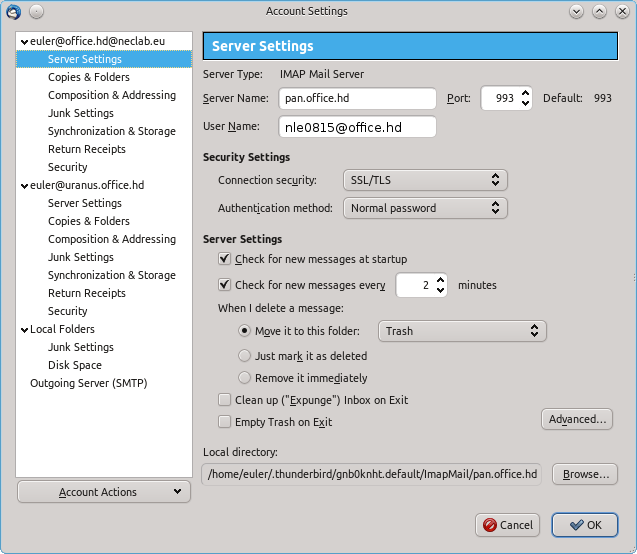 Account Settings
euler@office.hd@neclab.eu
Server Settings
Copies & Folders
Composition & Addressing
Junk Settings
Synchronization & Storage
Return Receipts
Security
euler@uranus.office.hd
Server Settings
Copies & Folders
Composition & Addressing
Junk Settings
Synchronization & Storage
Return Receipts
Security
Local Folders
Junk Settings
Disk Space
Outgoing Server (SMTP)
Account Actions
Server Settings
Server Type: IMAP Mail Server
Server Name: pan.office.hd Port: 993 Default: 993
User Name: nle0815@office.hd
Security Settings
Connection security: SSL/TLS
Authentication method: Normal password
Server Settings
Check for new messages at startup
Check for new messages every 2 minutes
When I delete a message:
Move it to this folder: Trash
Just mark it as deleted
Remove it immediately
Clean up ("Expunge") Inbox on Exit
Empty Trash on Exit
Advanced...
Local directory:
/home/euler/.thunderbird/gnb0knht.default/ImapMail/pan.office.hd Browse...
Cancel OK